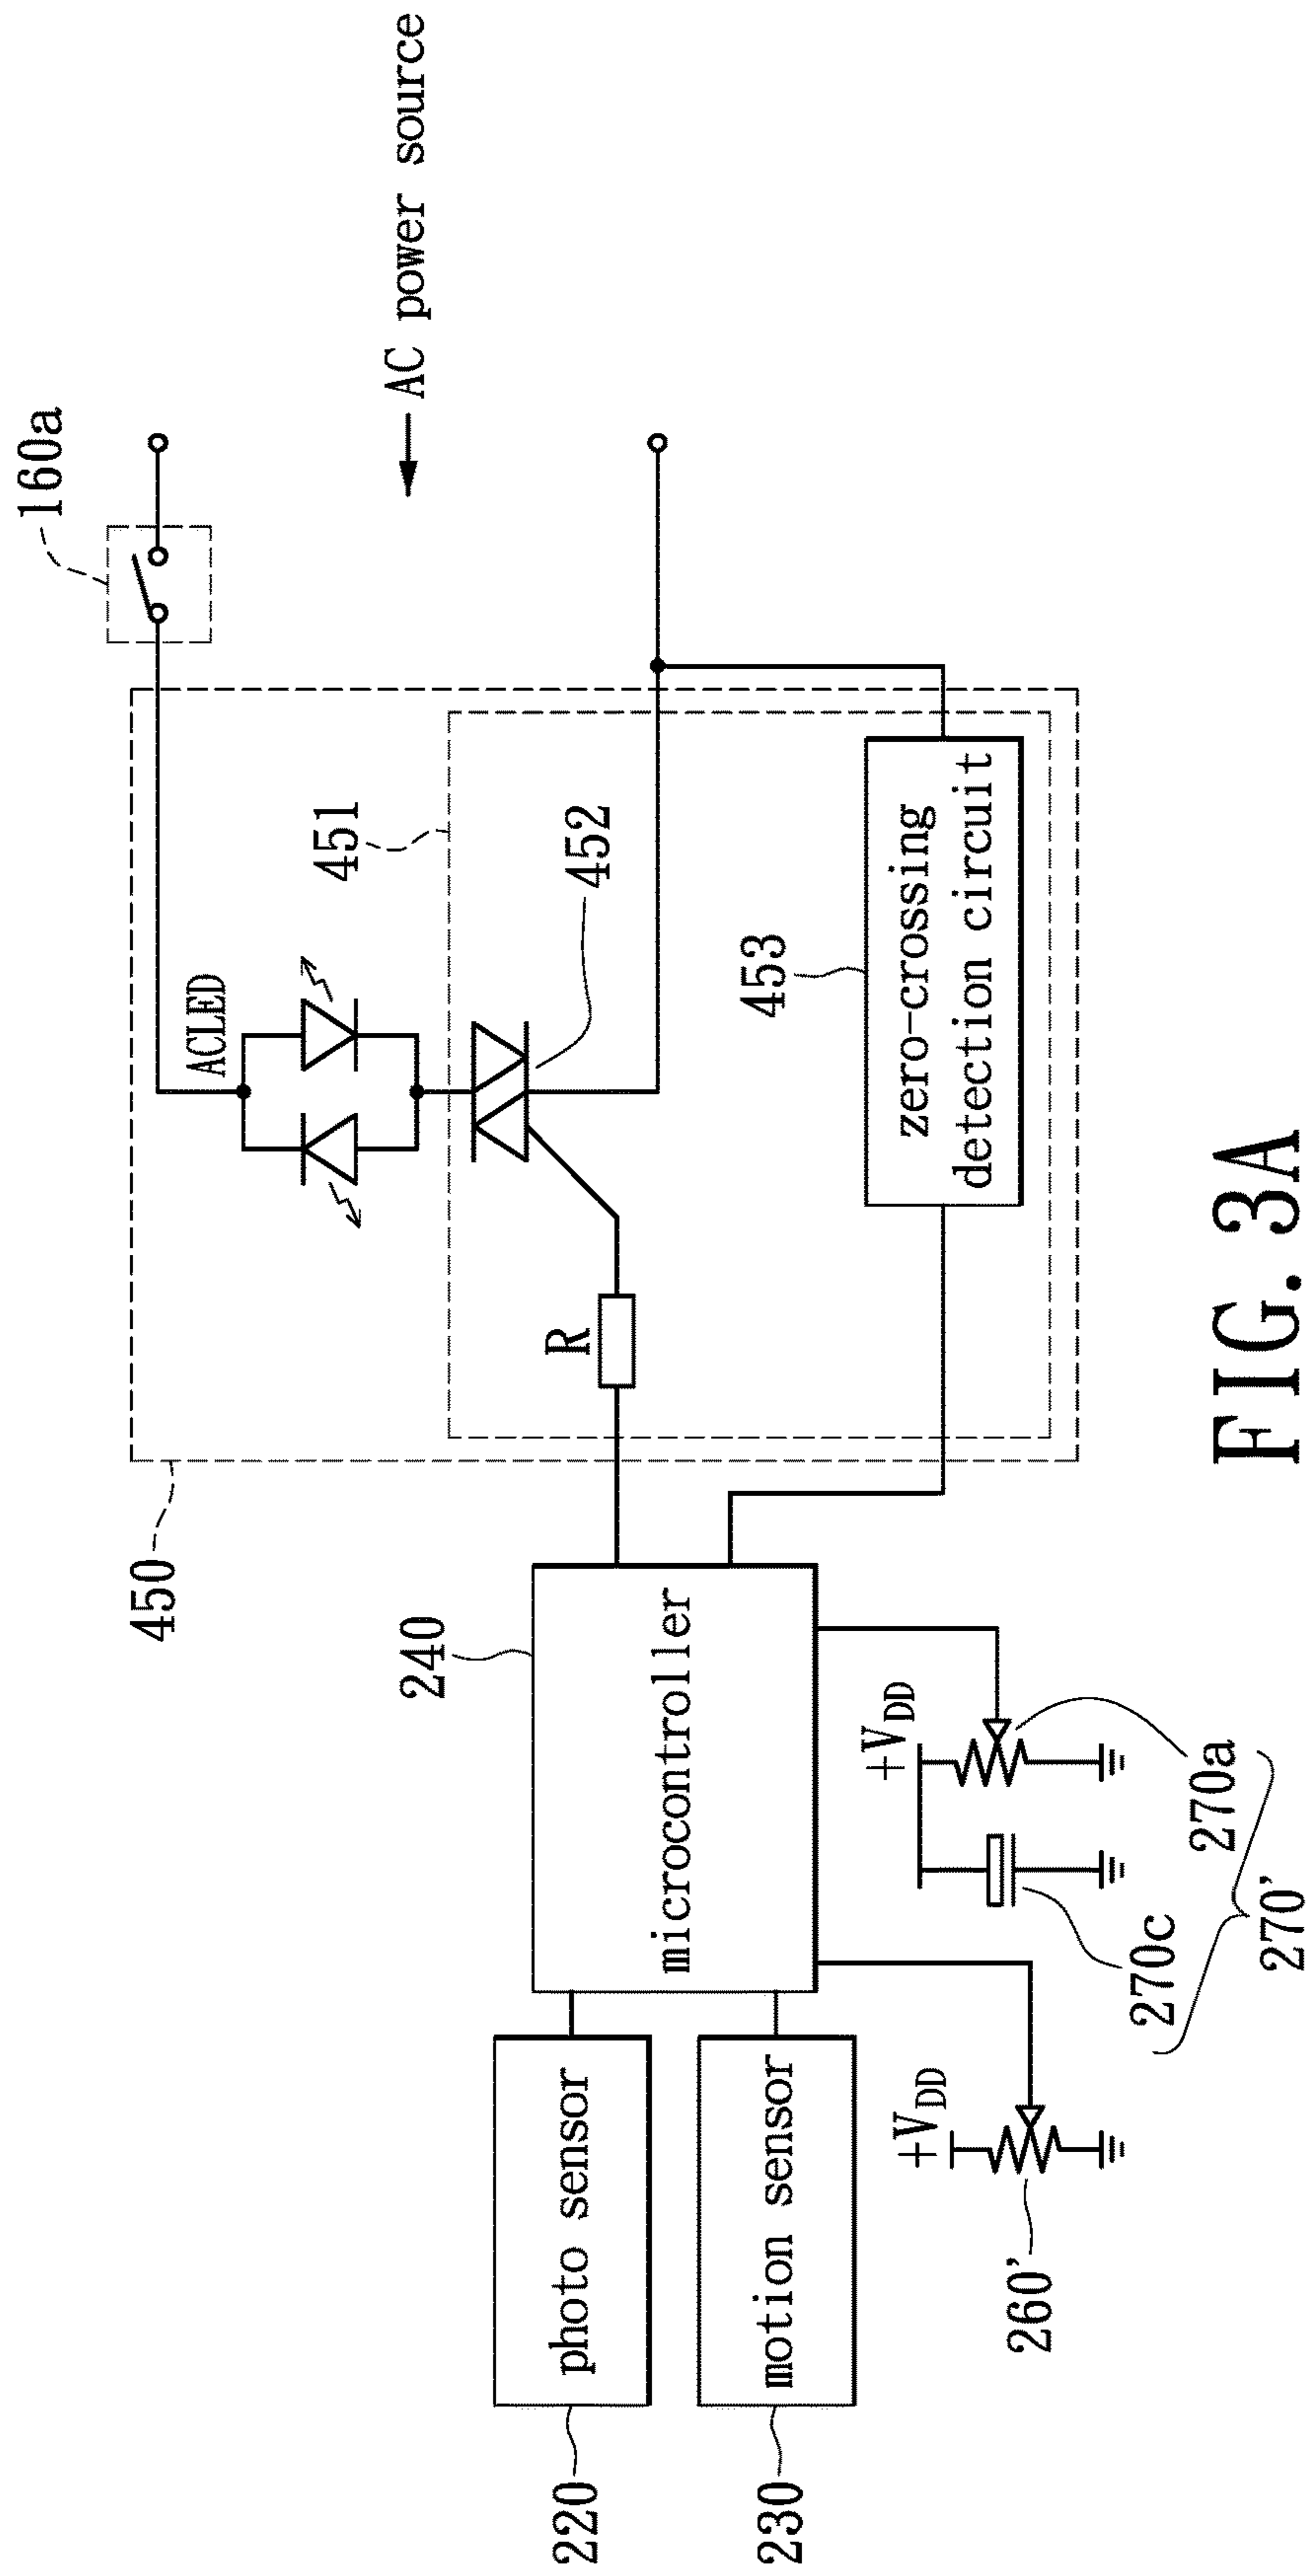 160a
AC power source
450
ACLED
451
452
R
453
zero-crossing
detection circuit
240
microcontroller
220
photo sensor
230
motion sensor
+VDD
260'
+VDD
270c
270a
270'
FIG. 3A